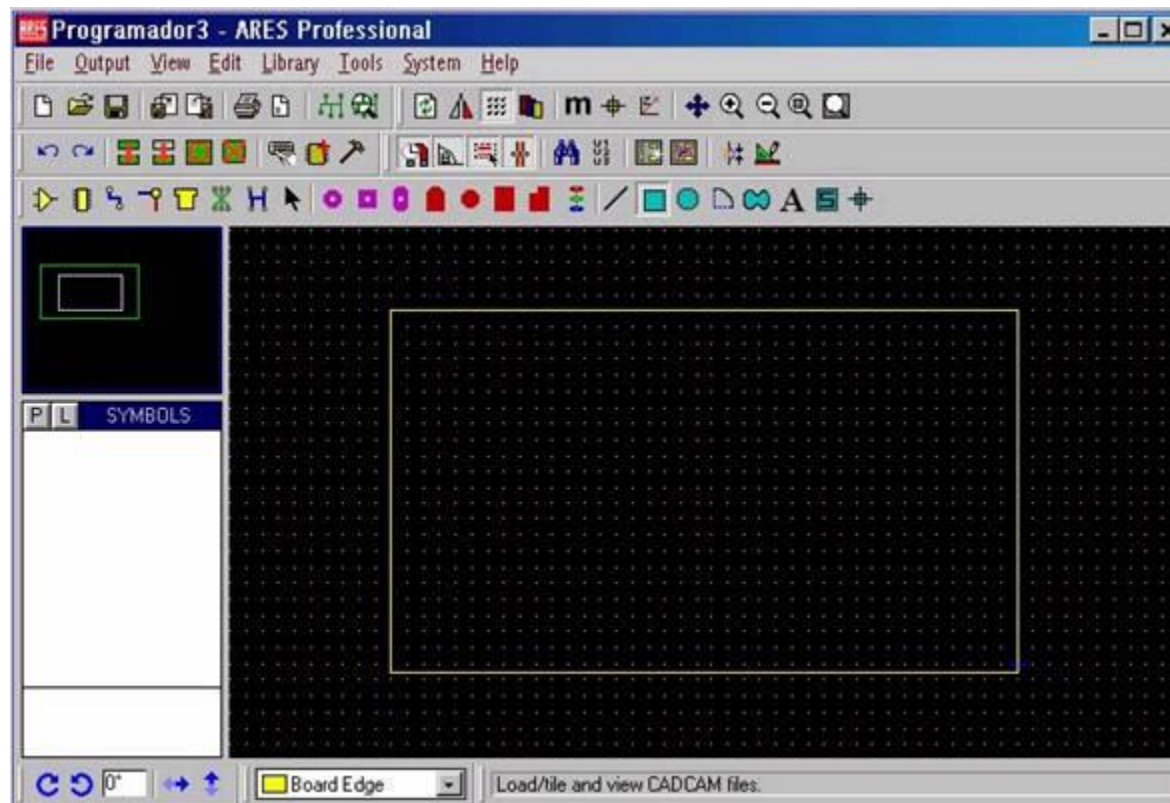 ARES Programador3 - ARES Professional
File Output View Edit Library Tools System Help
m
A
P L SYMBOLS
0°
Board Edge
Load/tile and view CADCAM files.